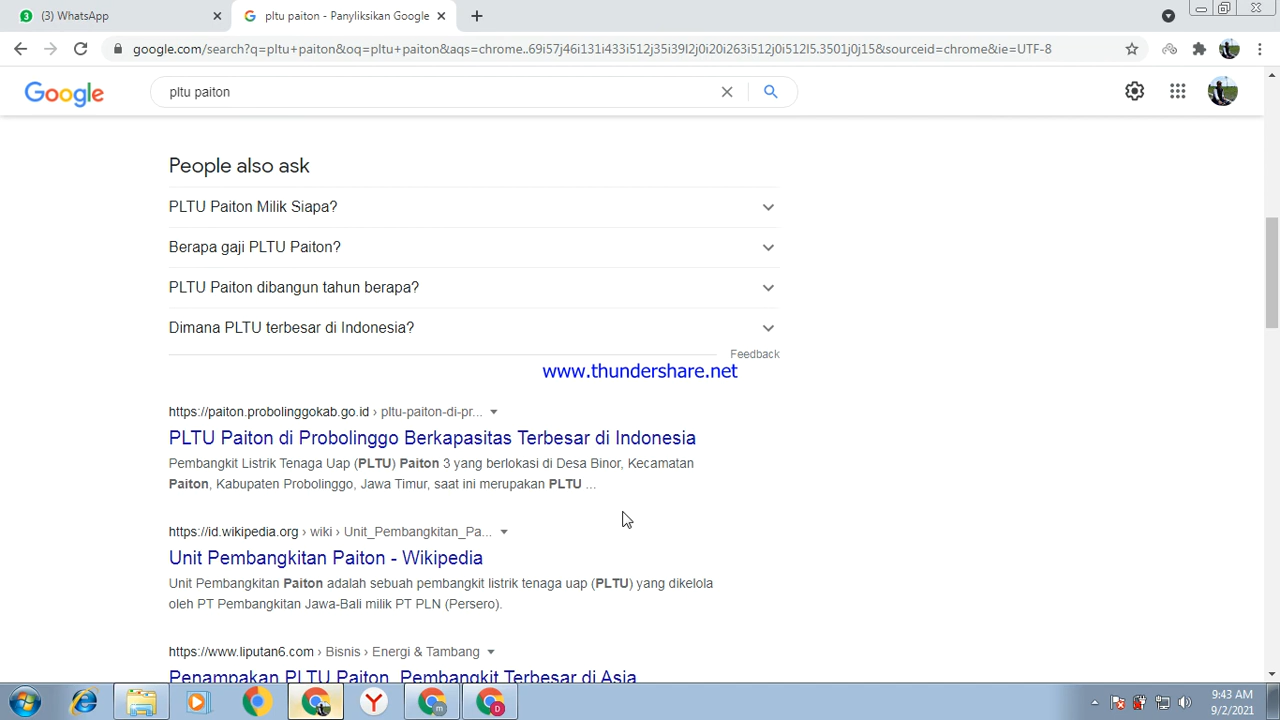 (3) WhatsApp
pltu paiton - Panyliksikan Google
google.com/search?q=pltu+paiton&oq=pltu+paiton&aqs=chrome..69i57j46i131i433i512j35i39l2j0i20i263i512j0i512l5.3501j0j15&sourceid=chrome&ie=UTF-8
Google
pltu paiton
People also ask
PLTU Paiton Milik Siapa?
Berapa gaji PLTU Paiton?
PLTU Paiton dibangun tahun berapa?
Dimana PLTU terbesar di Indonesia?
Feedback
www.thundershare.net
https://paiton.probolinggokab.go.id › pltu-paiton-di-pr...
PLTU Paiton di Probolinggo Berkapasitas Terbesar di Indonesia
Pembangkit Listrik Tenaga Uap (PLTU) Paiton 3 yang berlokasi di Desa Binor, Kecamatan
Paiton, Kabupaten Probolinggo, Jawa Timur, saat ini merupakan PLTU ...
https://id.wikipedia.org › wiki › Unit_Pembangkitan_Pa...
Unit Pembangkitan Paiton - Wikipedia
Unit Pembangkitan Paiton adalah sebuah pembangkit listrik tenaga uap (PLTU) yang dikelola
oleh PT Pembangkitan Jawa-Bali milik PT PLN (Persero).
https://www.liputan6.com › Bisnis › Energi & Tambang
Penampakan PLTU Paiton, Pembangkit Terbesar di Asia
9:43 AM
9/2/2021